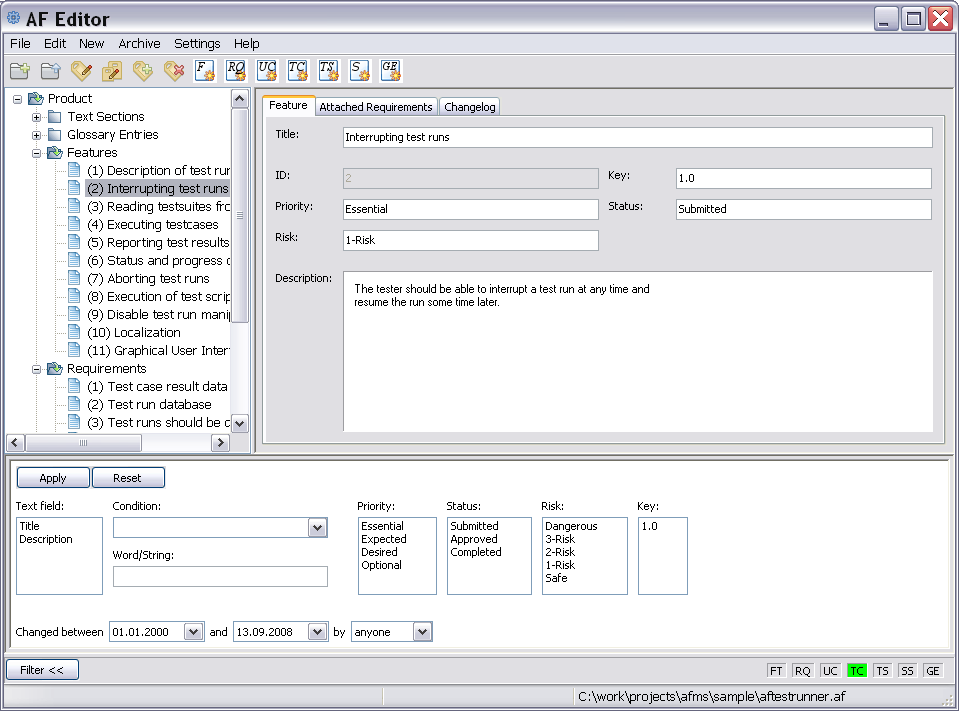 AF Editor
File Edit New Archive Settings Help
F RQ UC TC TS S GE
Product
Text Sections
Glossary Entries
Features
(1) Description of test rur
(2) Interrupting test runs
(3) Reading testsuites fro
(4) Executing testcases
(5) Reporting test results
(6) Status and progress o
(7) Aborting test runs
(8) Execution of test scrip
(9) Disable test run mani
(10) Localization
(11) Graphical User Inter
Requirements
(1) Test case result data
(2) Test run database
(3) Test runs should be c
Feature Attached Requirements Changelog
Title: Interrupting test runs
ID: 2 Key: 1.0
Priority: Essential Status: Submitted
Risk: 1-Risk
Description:
The tester should be able to interrupt a test run at any time and
resume the run some time later.
Apply Reset
Text field: Condition: Priority: Status: Risk: Key:
Title
Description
Word/String:
Essential
Expected
Desired
Optional
Submitted
Approved
Completed
Dangerous
3-Risk
2-Risk
1-Risk
Safe
1.0
Changed between 01.01.2000 and 13.09.2008 by anyone
Filter << FT RQ UC TC TS SS GE
C:\work\projects\afms\sample\aftestrunner.af